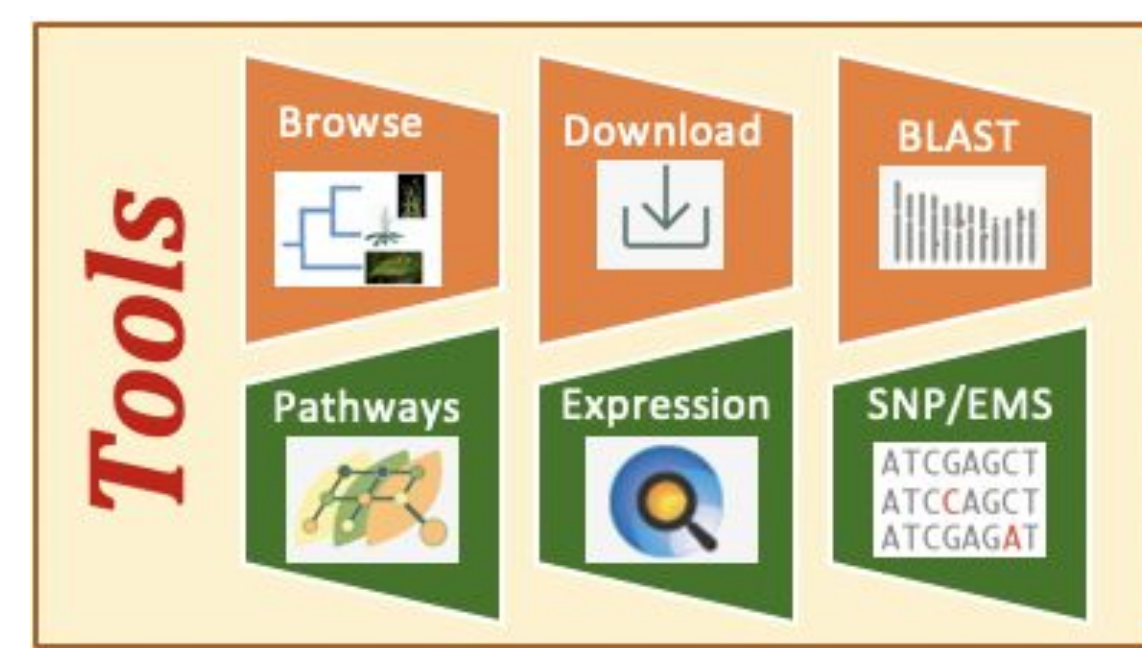 Tools
Browse
Download
BLAST
Pathways
Expression
SNP/EMS
ATCGAGCT
ATCCAGCT
ATCGAGAT